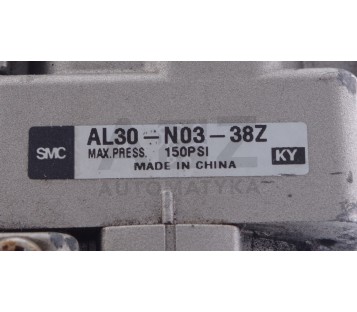 SMC
AL30-N03-38Z
MAX.PRESS. 150PSI
MADE IN CHINA
KY
AUTOMATYKA